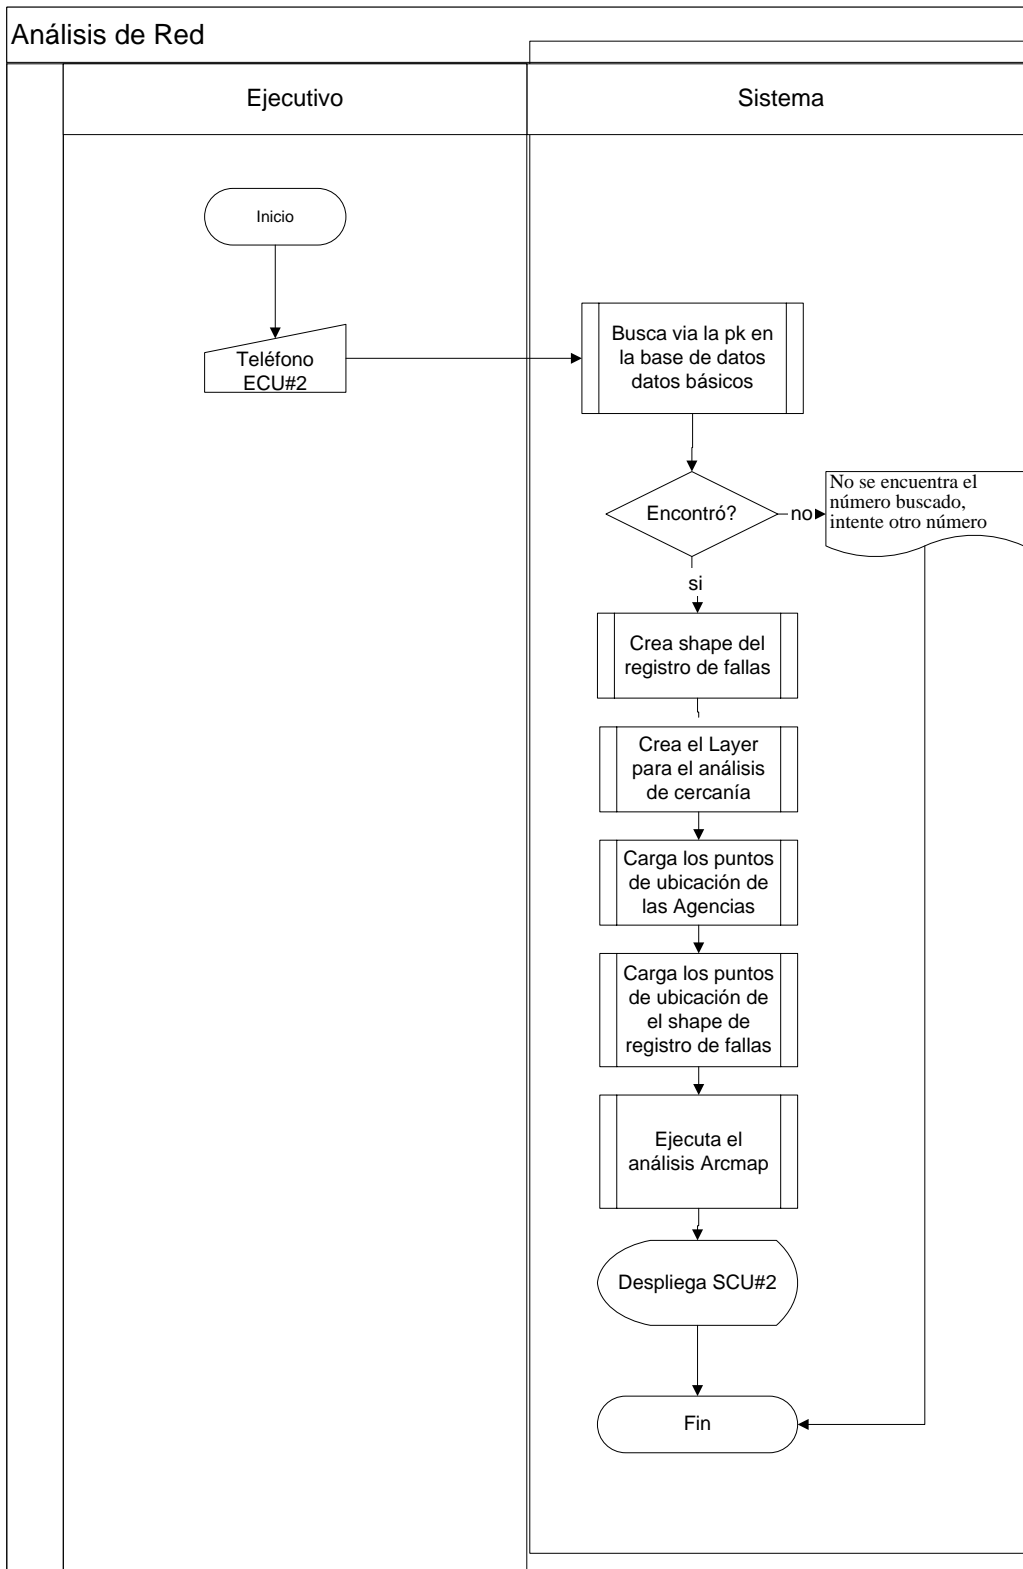 Análisis de Red
Ejecutivo
Sistema
Inicio
Teléfono
ECU#2
Busca via la pk en
la base de datos
datos básicos
Encontró?
no
No se encuentra el
número buscado,
intente otro número
si
Crea shape del
registro de fallas
Crea el Layer
para el análisis
de cercanía
Carga los puntos
de ubicación de
las Agencias
Carga los puntos
de ubicación de
el shape de
registro de fallas
Ejecuta el
análisis Arcmap
Despliega SCU#2
Fin